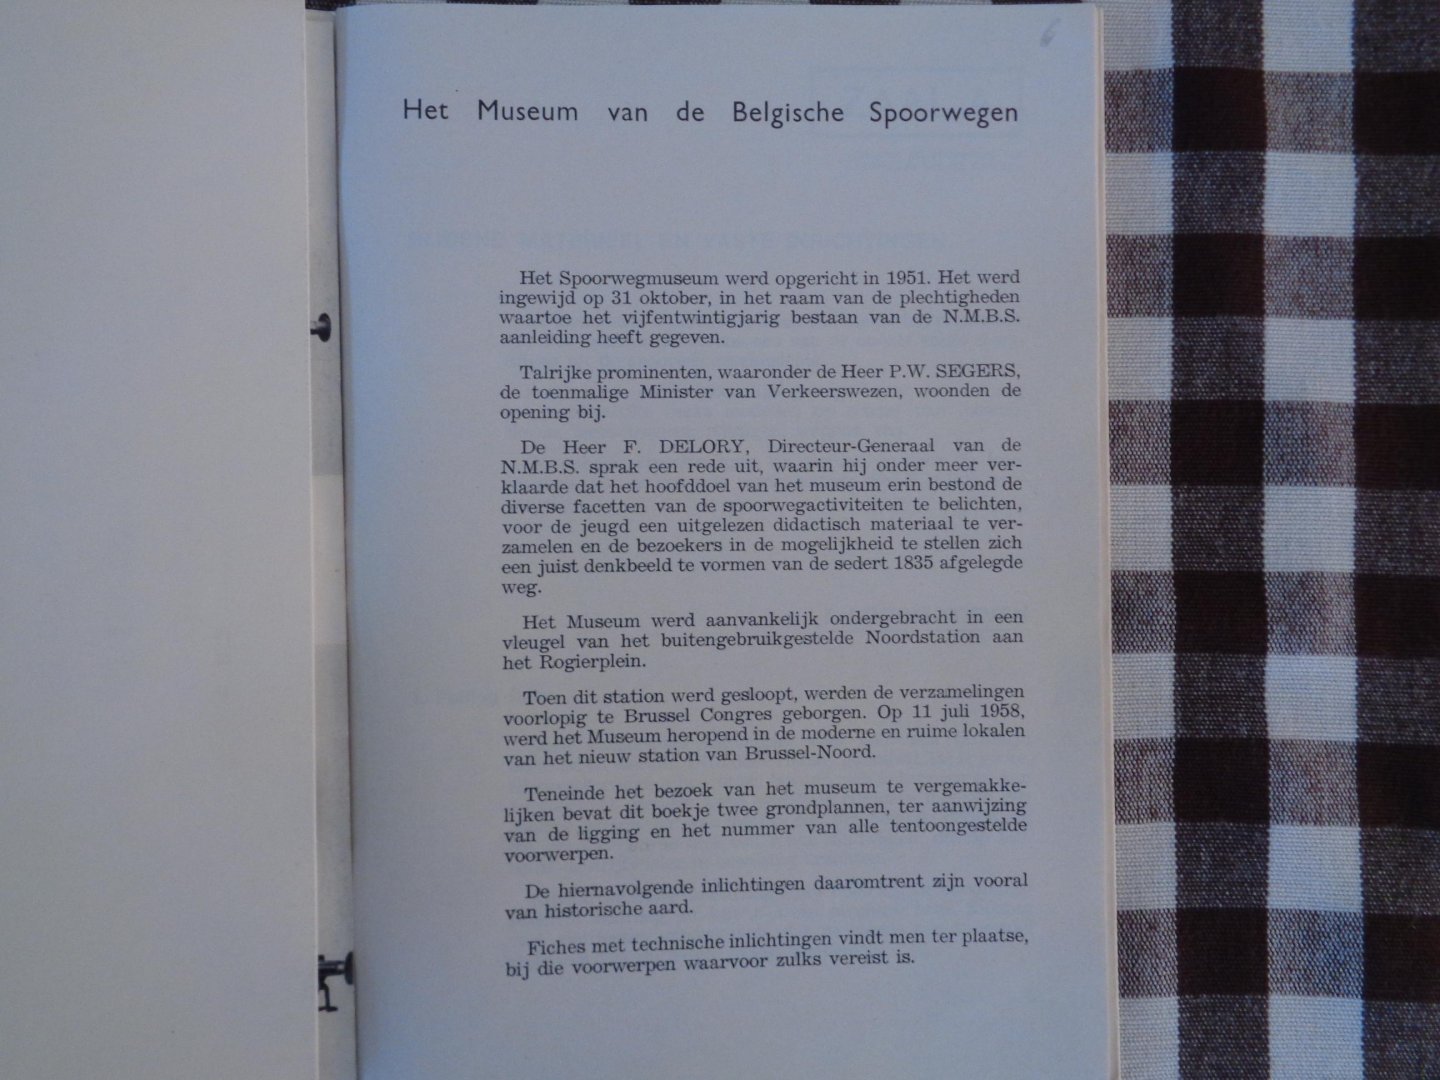 Het Museum van de Belgische Spoorwegen
Het Spoorwegmuseum werd opgericht in 1951. Het werd
ingewijd op 31 oktober, in het raam van de plechtigheden
waartoe het vijfentwintigjarig bestaan van de N.M.B.S.
aanleiding heeft gegeven.
Talrijke prominenten, waaronder de Heer P.W. SEGERS,
de toenmalige Minister van Verkeerswezen, woonden de
opening bij.
De Heer F. DELORY, Directeur-Generaal van de
N.M.B.S. sprak een rede uit, waarin hij onder meer ver-
klaarde dat het hoofddoel van het museum erin bestond de
diverse facetten van de spoorwegactiviteiten te belichten,
voor de jeugd een uitgelezen didactisch materiaal te ver-
zamelen en de bezoekers in de mogelijkheid te stellen zich
een juist denkbeeld te vormen van de sedert 1835 afgelegde
weg.
Het Museum werd aanvankelijk ondergebracht in een
vleugel van het buitengebruikgestelde Noordstation aan
het Rogierplein.
Toen dit station werd gesloopt, werden de verzamelingen
voorlopig te Brussel Congres geborgen. Op 11 juli 1958,
werd het Museum heropend in de moderne en ruime lokalen
van het nieuw station van Brussel-Noord.
Teneinde het bezoek van het museum te vergemakke-
lijken bevat dit boekje twee grondplannen, ter aanwijzing
van de ligging en het nummer van alle tentoongestelde
voorwerpen.
De hiernavolgende inlichtingen daaromtrent zijn vooral
van historische aard.
Fiches met technische inlichtingen vindt men ter plaatse,
bij die voorwerpen waarvoor zulks vereist is.